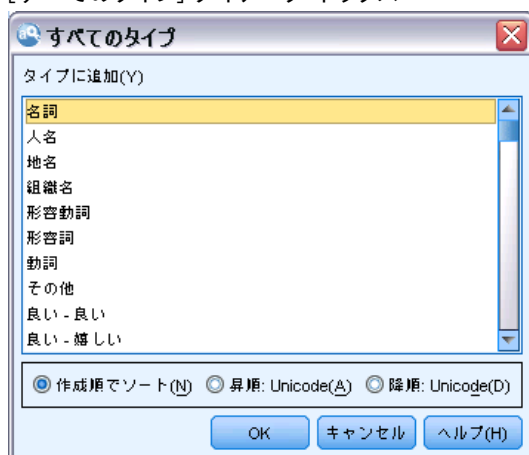 すべてのタイプ
タイプに追加(Y)
名詞
人名
地名
組織名
形容動詞
形容詞
動詞
その他
良い - 良い
良い - 嬉しい
作成順でソート(N) 昇順: Unicode(A) 降順: Unicode(D)
OK キャンセル ヘルプ(H)